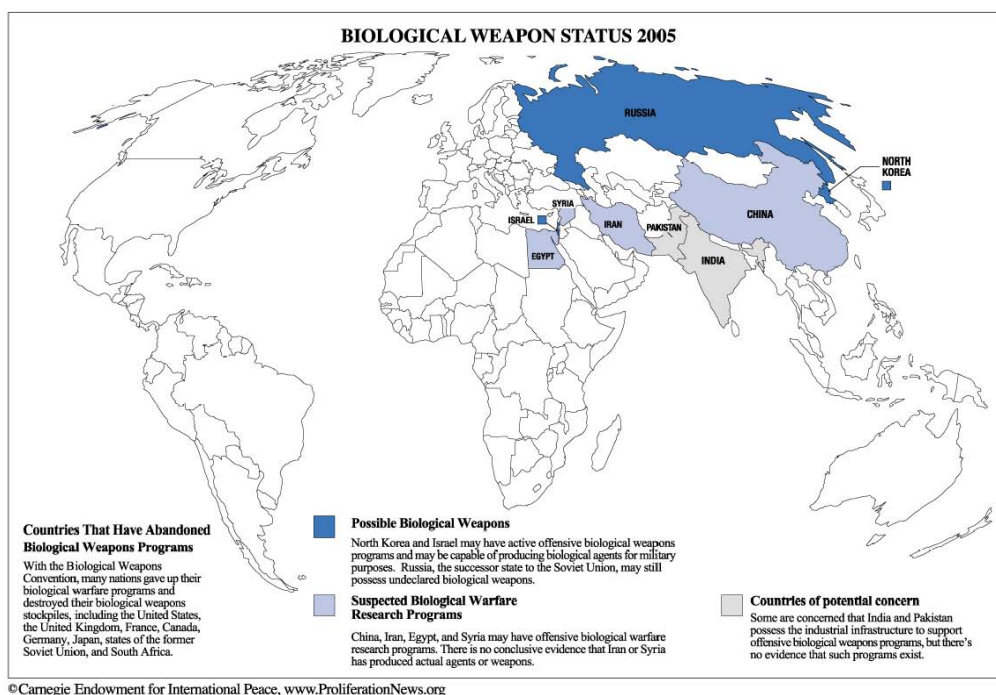 BIOLOGICAL WEAPON STATUS 2005
RUSSIA
NORTH
KOREA
SYRIA
ISRAEL
IRAN
CHINA
PAKISTAN
EGYPT
INDIA
Countries That Have Abandoned
Biological Weapons Programs
With the Biological Weapons
Convention, many nations gave up their
biological warfare programs and
destroyed their biological weapons
stockpiles, including the United States,
the United Kingdom, France, Canada,
Germany, Japan, states of the former
Soviet Union, and South Africa.
Possible Biological Weapons
North Korea and Israel may have active offensive biological weapons
programs and may be capable of producing biological agents for military
purposes. Russia, the successor state to the Soviet Union, may still
possess undeclared biological weapons.
Suspected Biological Warfare
Research Programs
China, Iran, Egypt, and Syria may have offensive biological warfare
research programs. There is no conclusive evidence that Iran or Syria
has produced actual agents or weapons.
Countries of potential concern
Some are concerned that India and Pakistan
possess the industrial infrastructure to support
offensive biological weapons programs, but there's
no evidence that such programs exist.
©Carnegie Endowment for International Peace, www.ProliferationNews.org